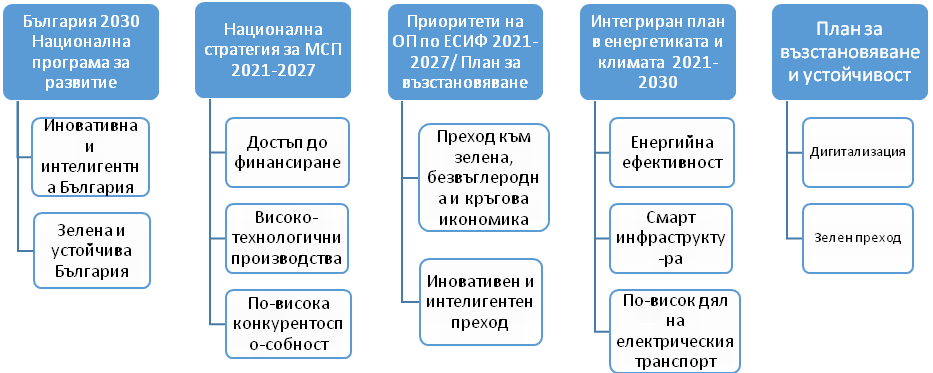 България 2030
Национална
програма за
развитие
Иновативна
и
интелигентн
а България
Зелена и
устойчива
България
Национална
стратегия за МСП
2021-2027
Достъп до
финансиране
Високо-
технологични
производства
По-висока
конкурентоспо
о-собност
Приоритети на
ОП по ЕСИФ 2021-
2027/ План за
възстановяване
Преход към
зелена,
безвъглеродн
а и кръгова
икономика
Иновативен и
интелигентен
преход
Интегриран план
в енергетиката и
климата 2021-
2030
Енергийна
ефективност
Смарт
инфраструкту
-ра
По-висок дял
на
електрическия
транспорт
План за
възстановяване
и устойчивост
Дигитализация
Зелен преход